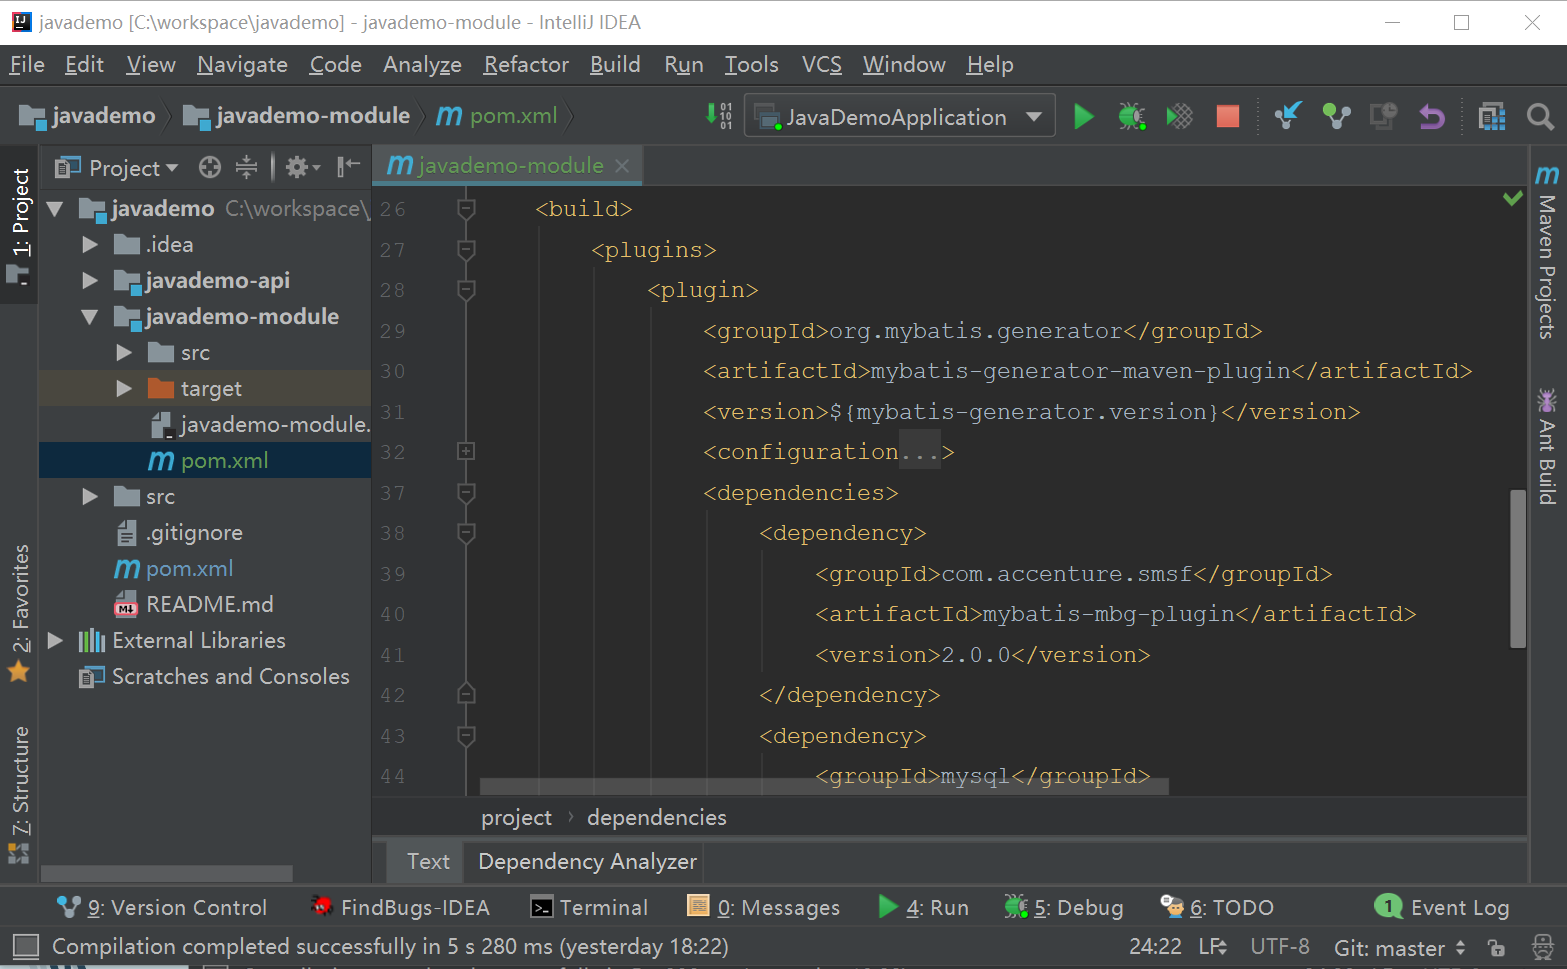 javademo [C:\workspace\javademo] - javademo-module - IntelliJ IDEA
File Edit View Navigate Code Analyze Refactor Build Run Tools VCS Window Help
javademo javademo-module pom.xml JavaDemoApplication
1: Project
2: Favorites
7: Structure
Project
javademo C:\workspace\
.idea
javademo-api
javademo-module
src
target
javademo-module.
pom.xml
src
.gitignore
pom.xml
README.md
External Libraries
Scratches and Consoles
javademo-module
26 <build>
27 <plugins>
28 <plugin>
29 <groupId>org.mybatis.generator</groupId>
30 <artifactId>mybatis-generator-maven-plugin</artifactId>
31 <version>${mybatis-generator.version}</version>
32 <configuration...>
37 <dependencies>
38 <dependency>
39 <groupId>com.accenture.smsf</groupId>
40 <artifactId>mybatis-mbg-plugin</artifactId>
41 <version>2.0.0</version>
42 </dependency>
43 <dependency>
44 <groupId>mysql</groupId>
project › dependencies
Text Dependency Analyzer
Maven Projects
Ant Build
9: Version Control FindBugs-IDEA Terminal 0: Messages 4: Run 5: Debug 6: TODO 1 Event Log
Compilation completed successfully in 5 s 280 ms (yesterday 18:22) 24:22 LF UTF-8 Git: master